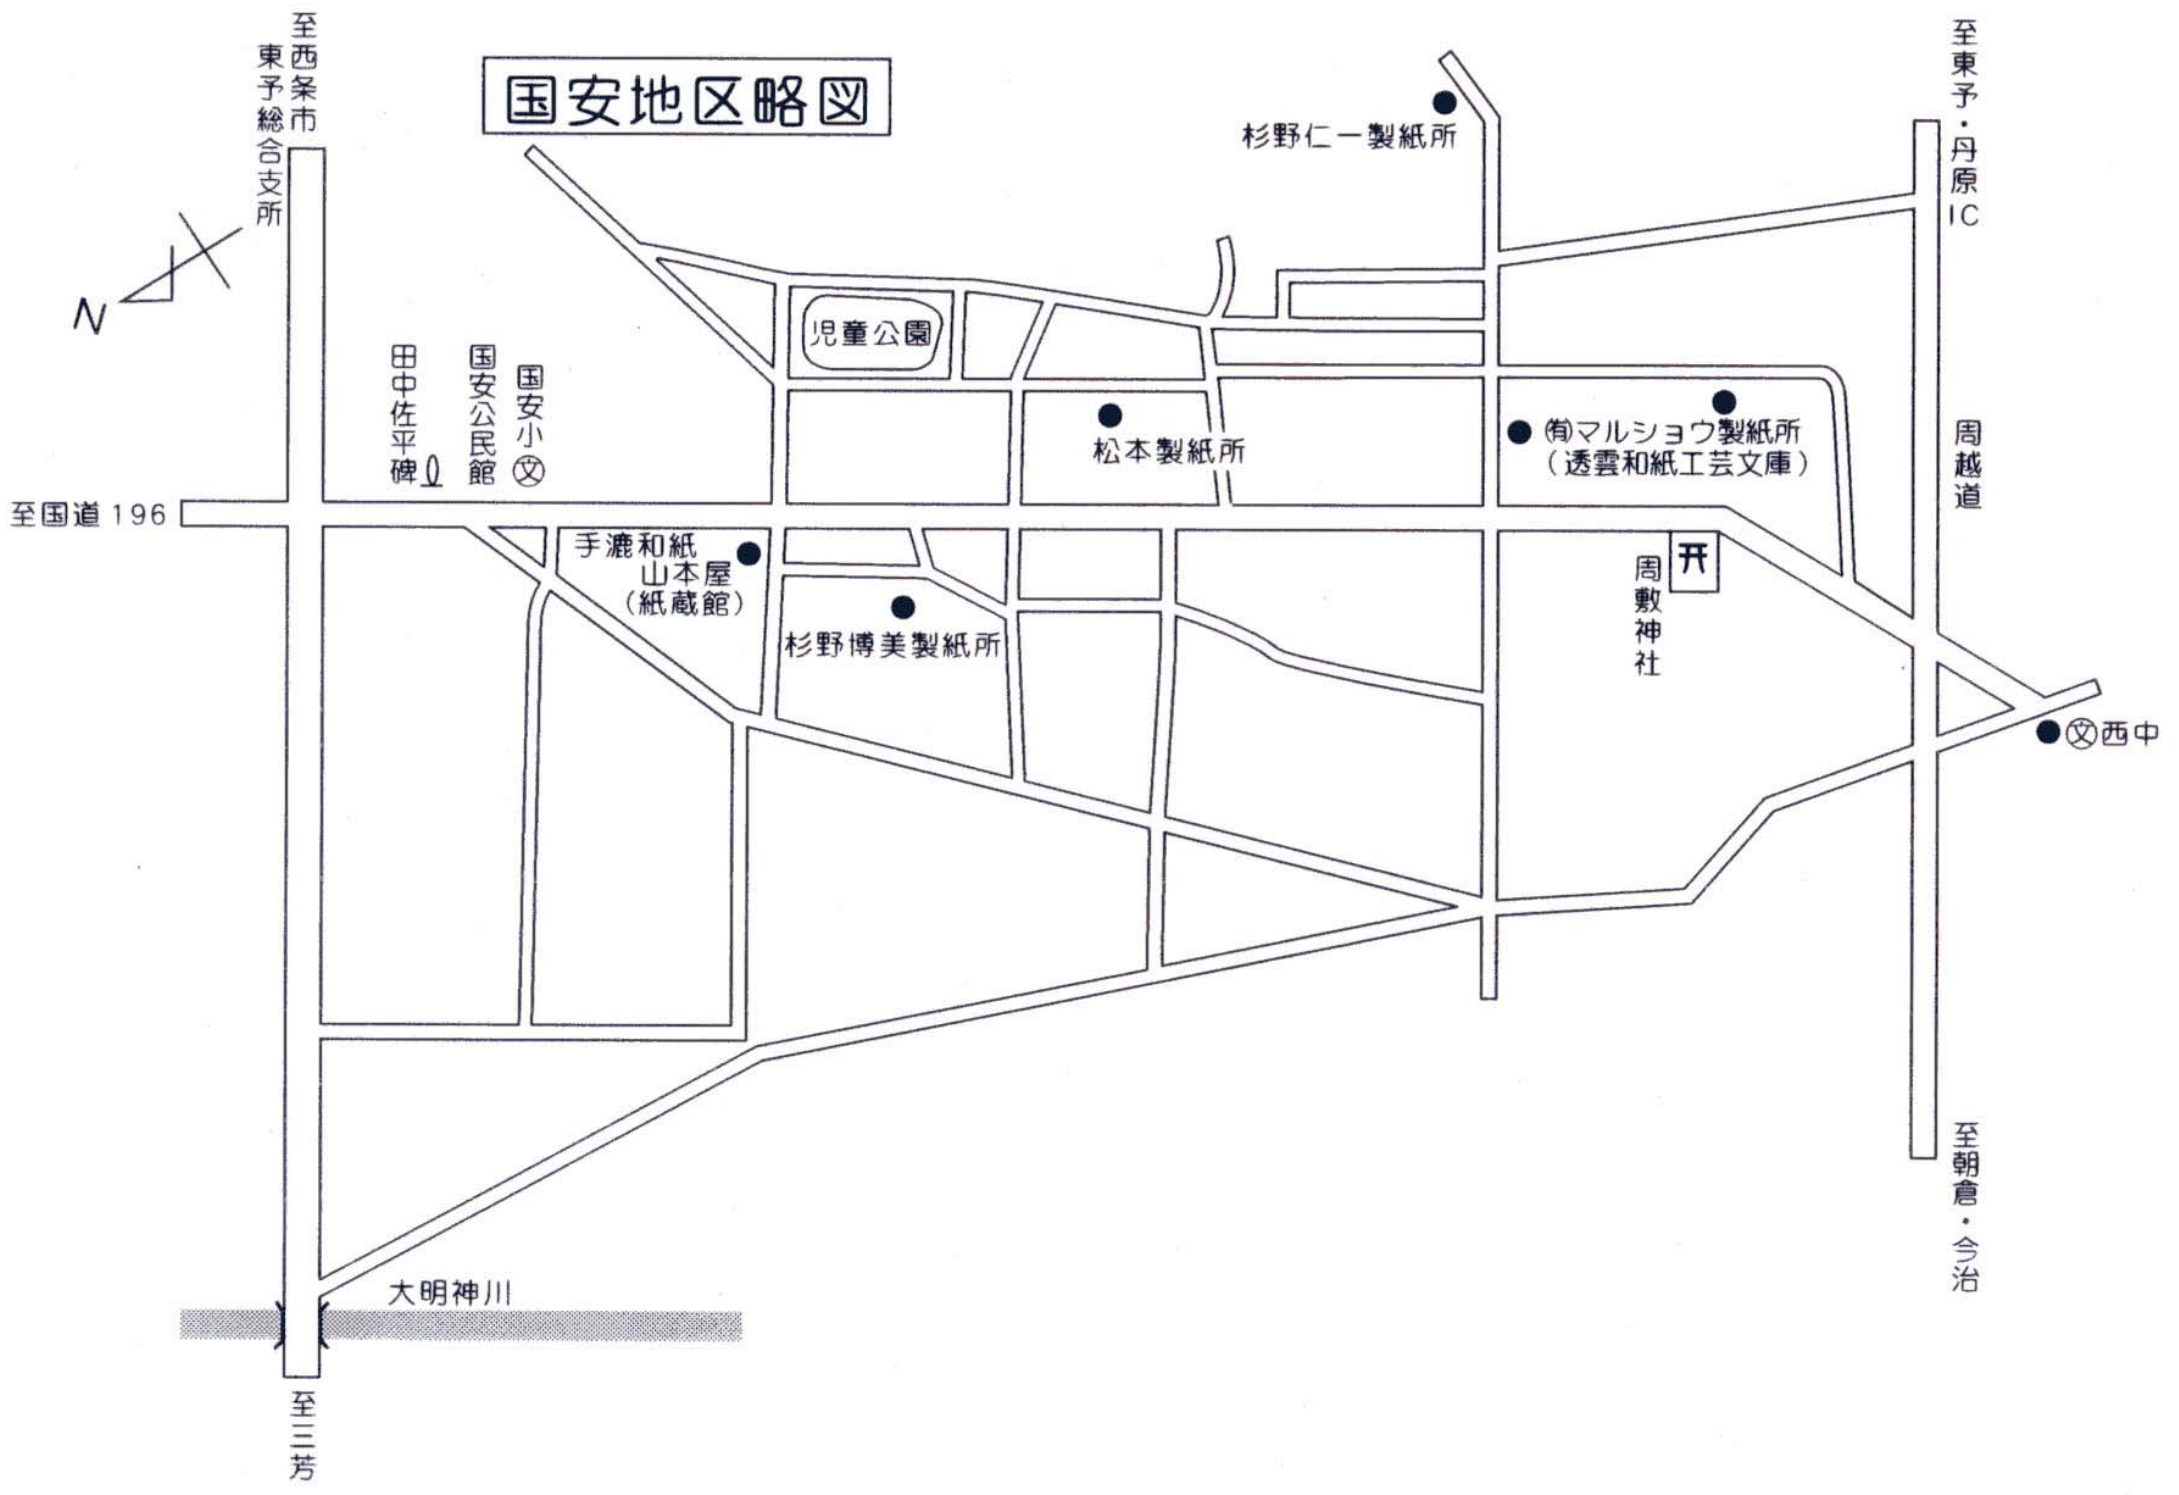 国安地区略図
至西条市
東予総合支所
至東予・丹原IC
杉野仁一製紙所
N
児童公園
田中佐平碑
国安公民館
国安小文
松本製紙所
㈲マルショウ製紙所
（透雲和紙工芸文庫）
周越道
至国道196
手漉和紙
山本屋
（紙蔵館）
杉野博美製紙所
周敷神社
文西中
至朝倉・今治
大明神川
至三芳